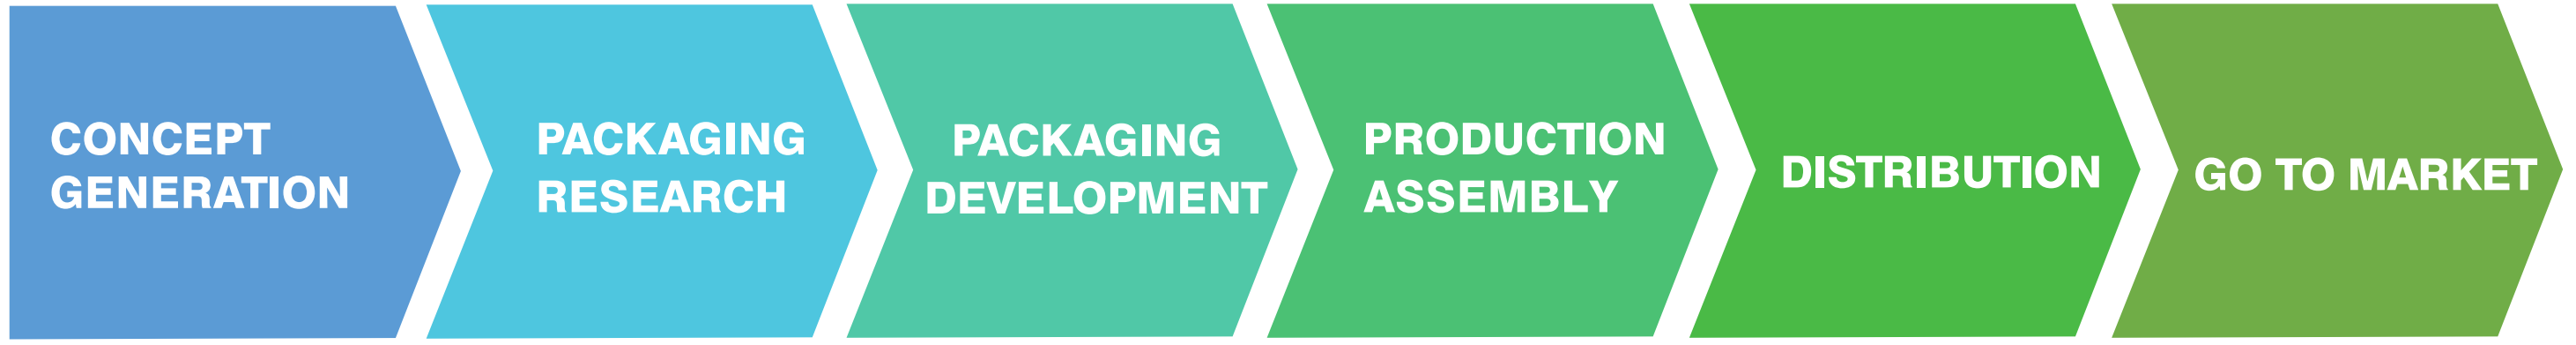 CONCEPT
GENERATION
PACKAGING
RESEARCH
PACKAGING
DEVELOPMENT
PRODUCTION
ASSEMBLY
DISTRIBUTION
GO TO MARKET